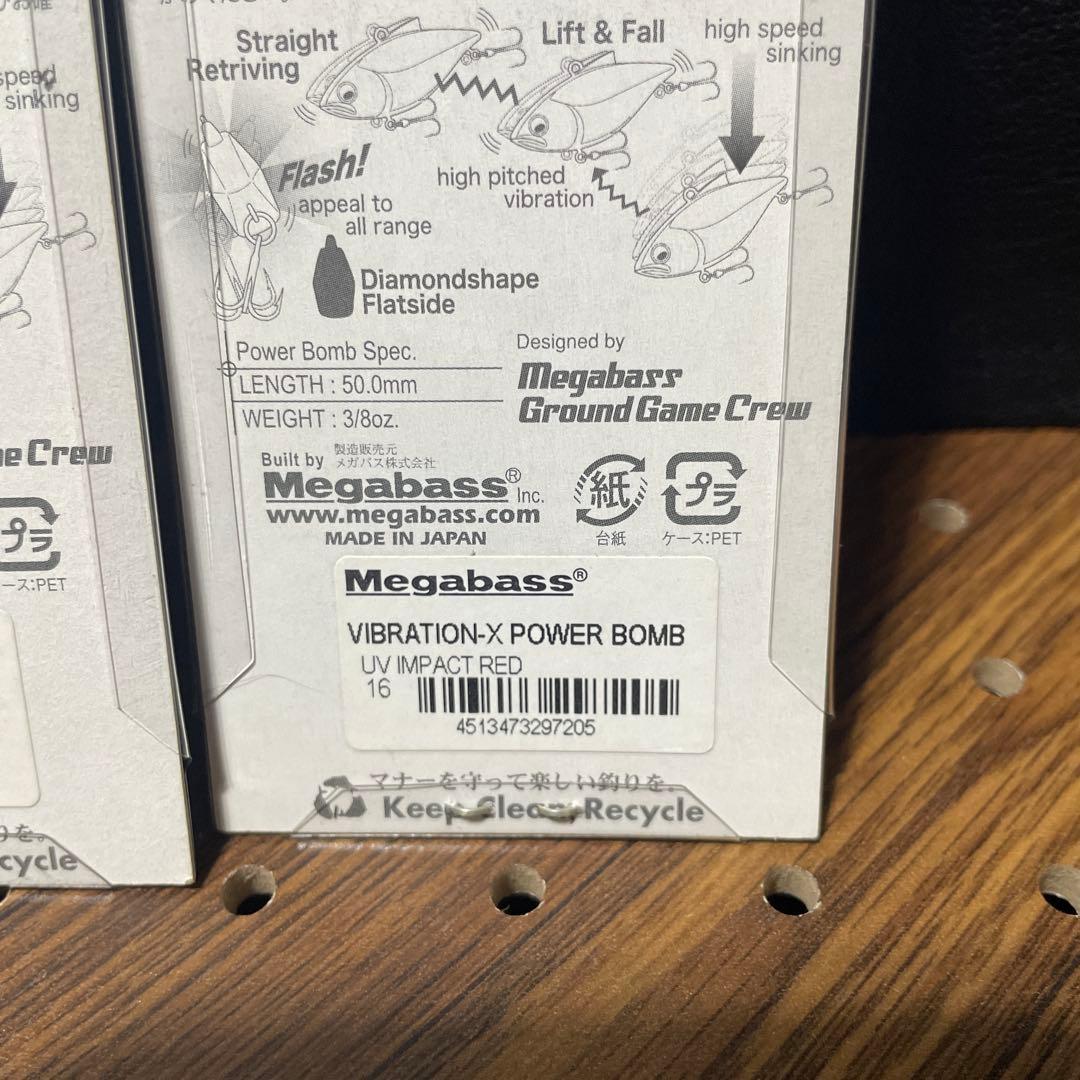 Straight
Retriving
Lift & Fall
high speed
sinking
Flash!
appeal to
all range
high pitched
vibration
Diamondshape
Flatside
Power Bomb Spec.
LENGTH : 50.0mm
WEIGHT : 3/8oz.
Designed by
Megabass
Ground Game Crew
Built by 製造販売元
メガバス株式会社
Megabass® Inc.
www.megabass.com
MADE IN JAPAN
紙
台紙
プラ
ケース:PET
Megabass®
VIBRATION-X POWER BOMB
UV IMPACT RED
16
4513473297205
マナーを守って楽しい釣りを。
Keep Clean, Recycle
speed
sinking
e Crew
プラ
ース:PET
りを。
cycle